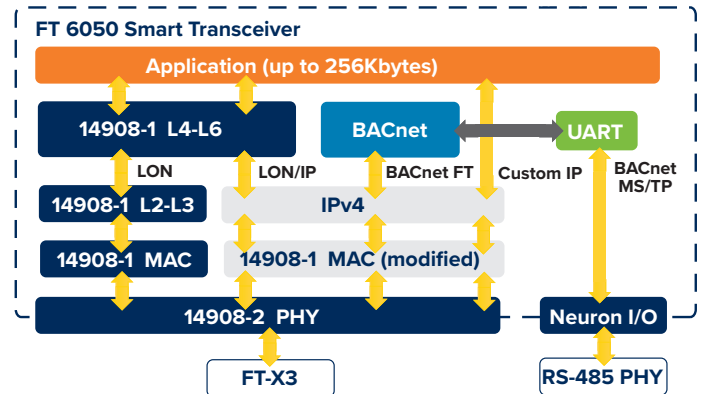 FT 6050 Smart Transceiver
Application (up to 256Kbytes)
14908-1 L4-L6
BACnet
UART
LON
LON/IP
BACnet FT
Custom IP
BACnet
MS/TP
14908-1 L2-L3
IPv4
14908-1 MAC
14908-1 MAC (modified)
14908-2 PHY
Neuron I/O
FT-X3
RS-485 PHY